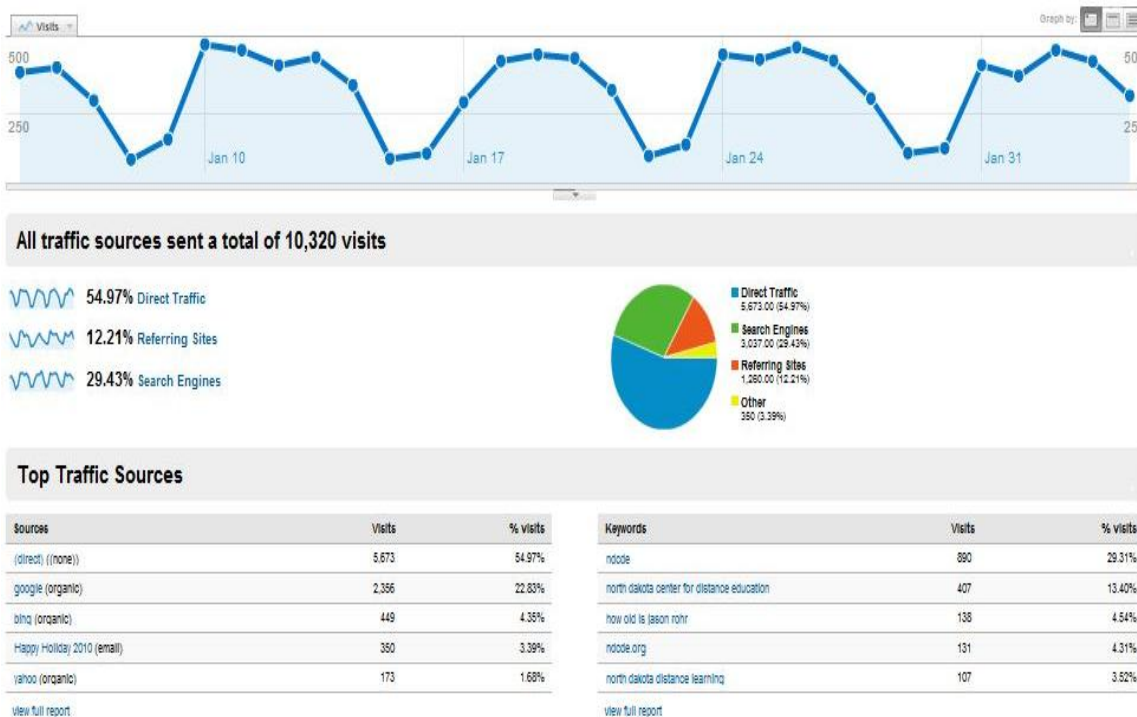 Visits
Graph by:
500
50
250
25
Jan 10
Jan 17
Jan 24
Jan 31
All traffic sources sent a total of 10,320 visits
54.97% Direct Traffic
12.21% Referring Sites
29.43% Search Engines
Direct Traffic
5,673.00 (54.97%)
Search Engines
3,037.00 (29.43%)
Referring Sites
1,260.00 (12.21%)
Other
350 (3.39%)
Top Traffic Sources
Sources Visits % visits
(direct) ((none)) 5,673 54.97%
google (organic) 2,356 22.83%
bing (organic) 449 4.35%
Happy Holiday 2010 (email) 350 3.39%
yahoo (organic) 173 1.68%
view full report
Keywords Visits % visits
ndcde 890 29.31%
north dakota center for distance education 407 13.40%
how old is jason rohr 138 4.54%
ndcde.org 131 4.31%
north dakota distance learning 107 3.52%
view full report